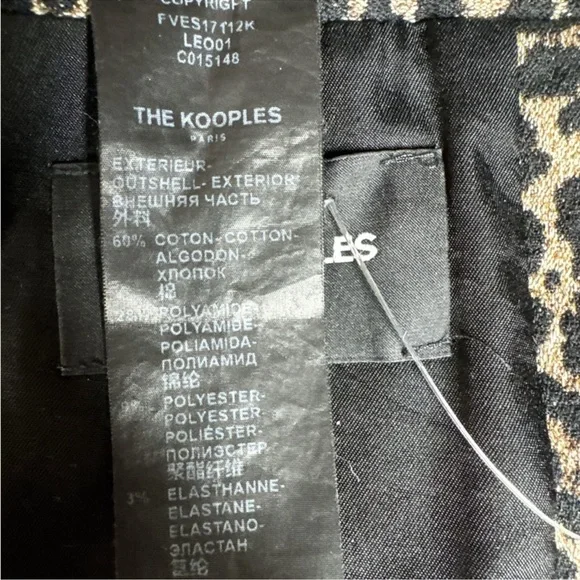 COPYRIGHT
FVES17112K
LEO01
C015148
THE KOOPLES
PARIS
EXTERIEUR-
OUTSHELL- EXTERIOR
ВНЕШНЯЯ ЧАСТЬ
外料
60% COTON- COTTON-
ALGODON-
ХЛОПОК
棉
LES
POLYAMIDE-
POLYAMIDE-
POLIAMIDA-
ПОЛИАМИД
锦纶
POLYESTER-
POLYESTER-
POLIÉSTER-
ПОЛИЭСТЕР
聚酯纤维
3% ELASTHANNE-
ELASTANE-
ELASTANO-
ЭЛАСТАН
氨纶